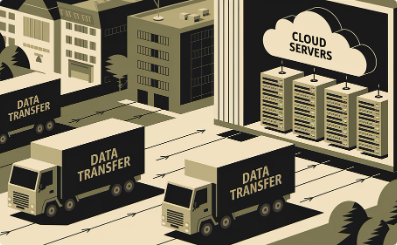 CLOUD
SERVERS
DATA
TRANSFER
DATA
TRANSFER
DATA
TRANSFER